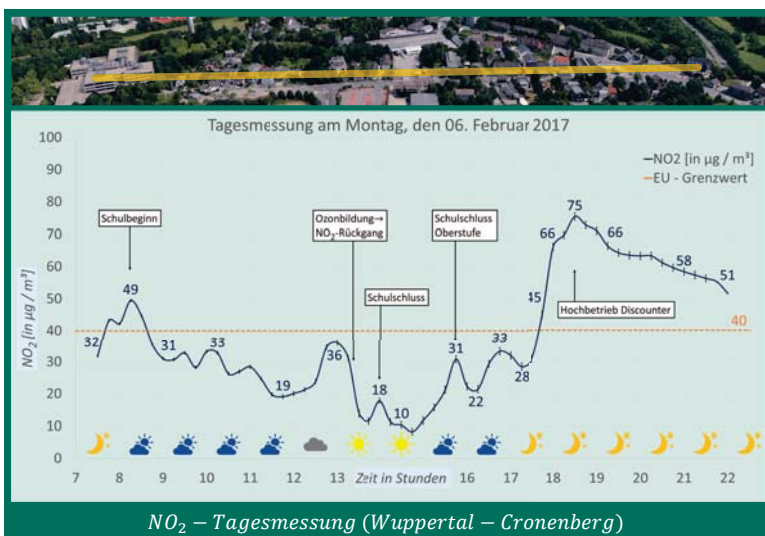 Tagesmessung am Montag, den 06. Februar 2017
NO2 [in µg / m³]
EU - Grenzwert
NO₂ [in µg / m³]
100
90
80
70
60
50
40
30
20
10
0
Schulbeginn
Ozonbildung→
NO₂-Rückgang
Schulschluss
Schulschluss
Oberstufe
Hochbetrieb Discounter
32
49
31
33
19
36
18
10
31
22
33
28
45
66
75
66
58
51
40
7 8 9 10 11 12 13 Zeit in Stunden 16 17 18 19 20 21 22
NO₂ – Tagesmessung (Wuppertal – Cronenberg)